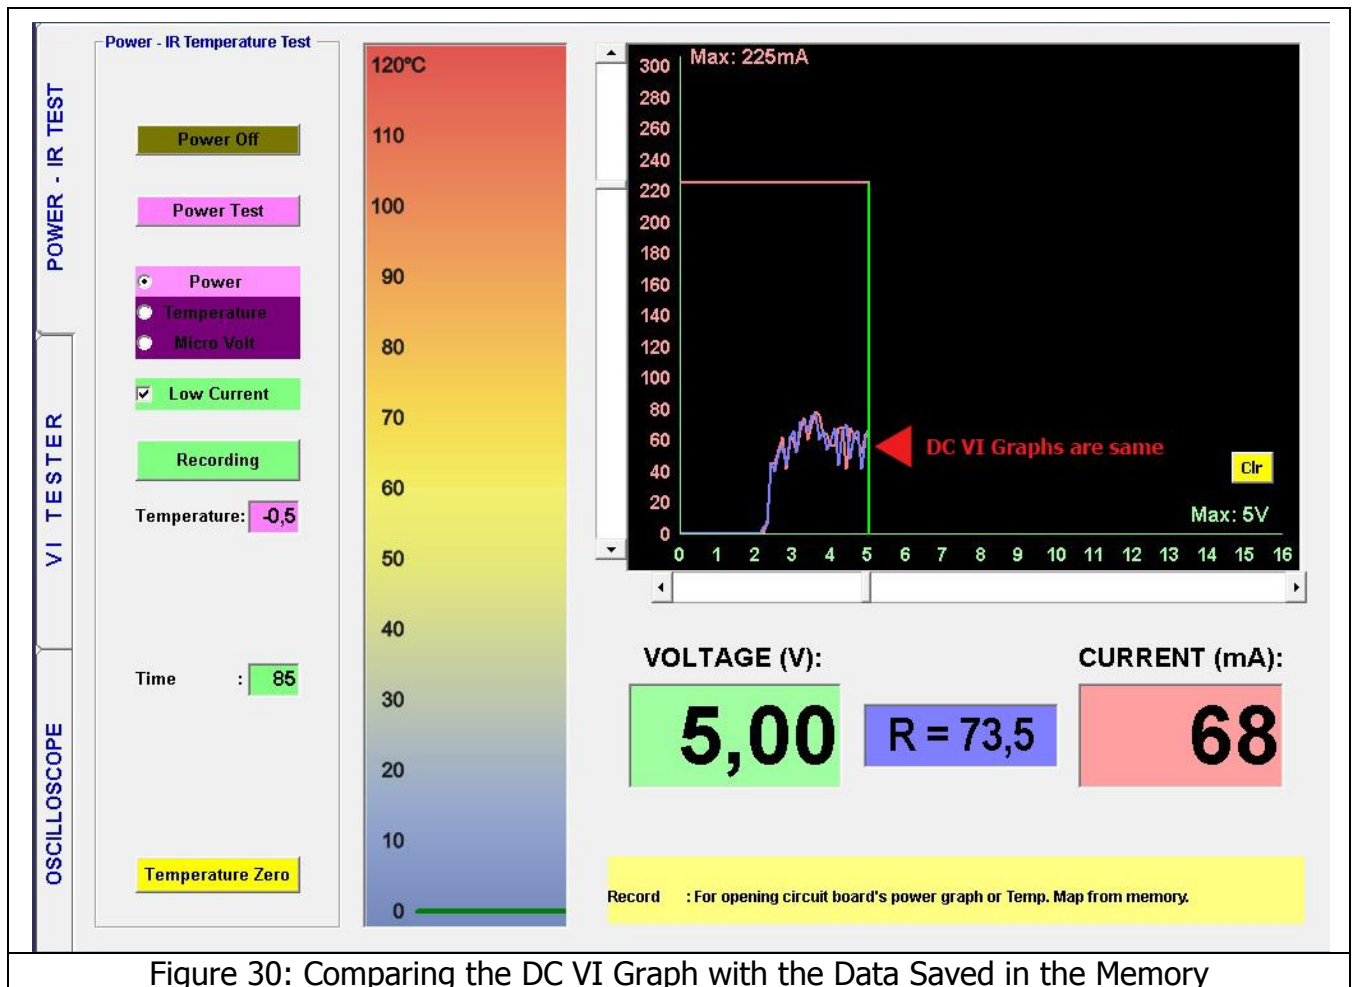 POWER - IR TEST
VI TESTER
OSCILLOSCOPE
Power - IR Temperature Test
Power Off
Power Test
Power
Temperature
Micro Volt
Low Current
Recording
Temperature: -0,5
Time : 85
Temperature Zero
120°C
110
100
90
80
70
60
50
40
30
20
10
0
Max: 225mA
300
280
260
240
220
200
180
160
140
120
100
80
60
40
20
0
DC VI Graphs are same
Clr
Max: 5V
0 1 2 3 4 5 6 7 8 9 10 11 12 13 14 15 16
VOLTAGE (V): CURRENT (mA):
5,00 R = 73,5 68
Record : For opening circuit board's power graph or Temp. Map from memory.
Figure 30: Comparing the DC VI Graph with the Data Saved in the Memory